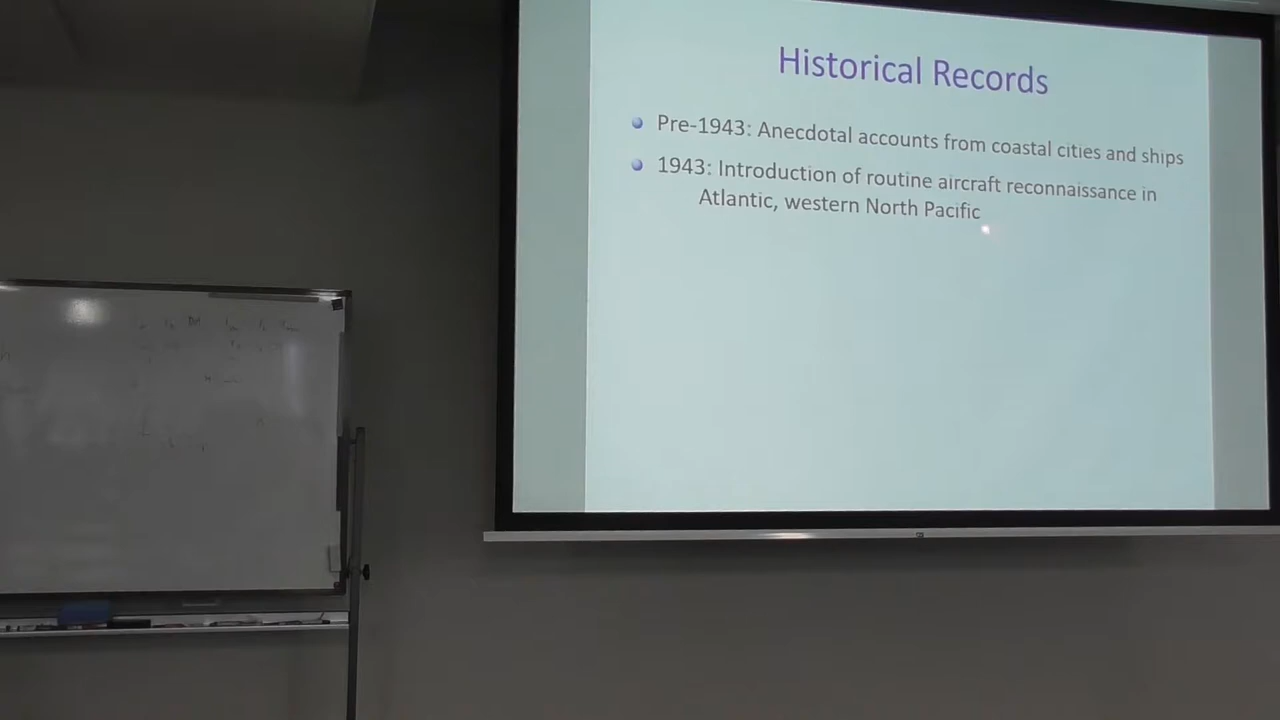 Historical Records
Pre-1943: Anecdotal accounts from coastal cities and ships
1943: Introduction of routine aircraft reconnaissance in
Atlantic, western North Pacific